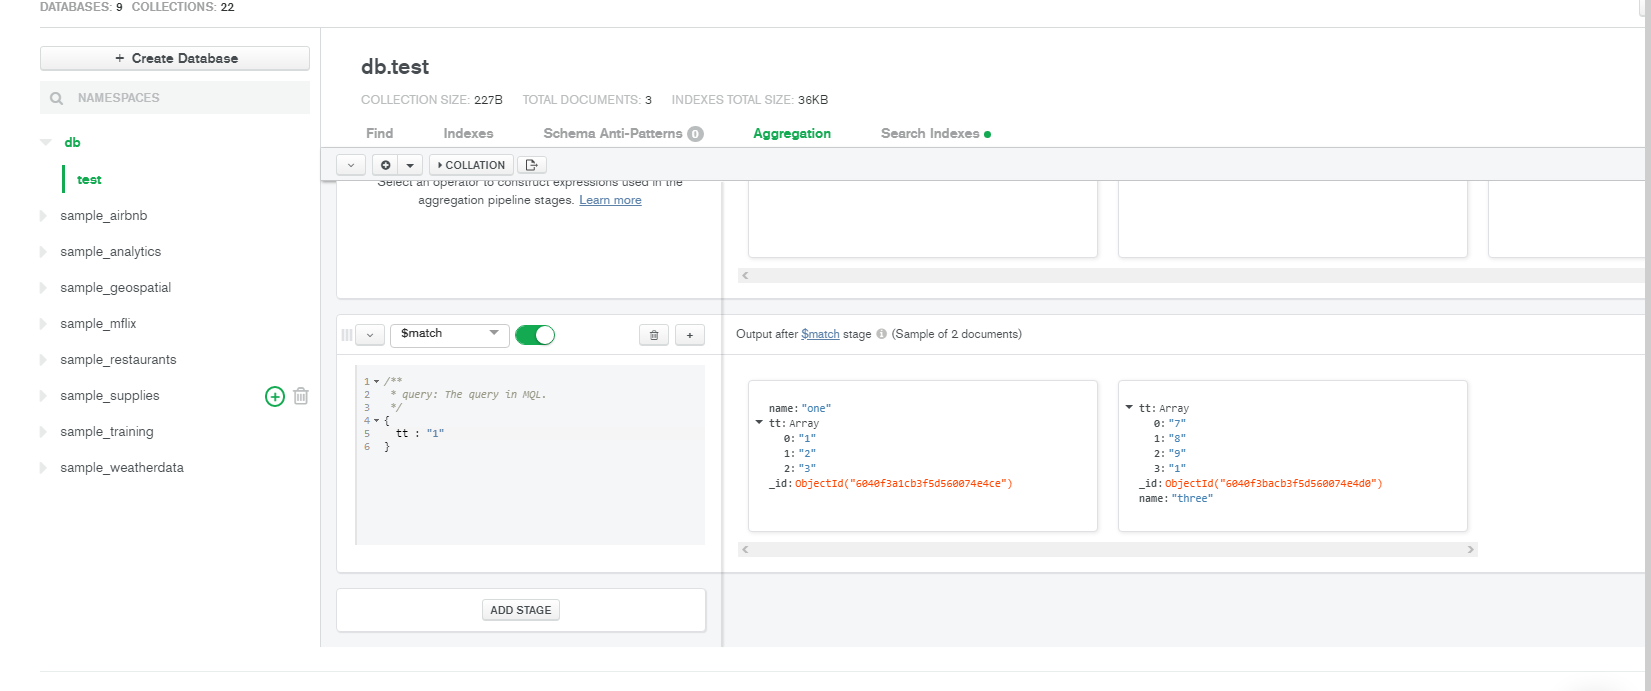 DATABASES: 9 COLLECTIONS: 22
+ Create Database
NAMESPACES
db
test
sample_airbnb
sample_analytics
sample_geospatial
sample_mflix
sample_restaurants
sample_supplies
sample_training
sample_weatherdata
db.test
COLLECTION SIZE: 227B TOTAL DOCUMENTS: 3 INDEXES TOTAL SIZE: 36KB
Find Indexes Schema Anti-Patterns 0 Aggregation Search Indexes
COLLATION
Select an operator to construct expressions used in the
aggregation pipeline stages. Learn more
$match
Output after $match stage (Sample of 2 documents)
1 /**
2 * query: The query in MQL.
3 */
4 {
5 tt : "1"
6 }
name: "one"
tt: Array
0: "1"
1: "2"
2: "3"
_id: ObjectId("6040f3a1cb3f5d560074e4ce")
tt: Array
0: "7"
1: "8"
2: "9"
3: "1"
_id: ObjectId("6040f3bacb3f5d560074e4d0")
name: "three"
ADD STAGE